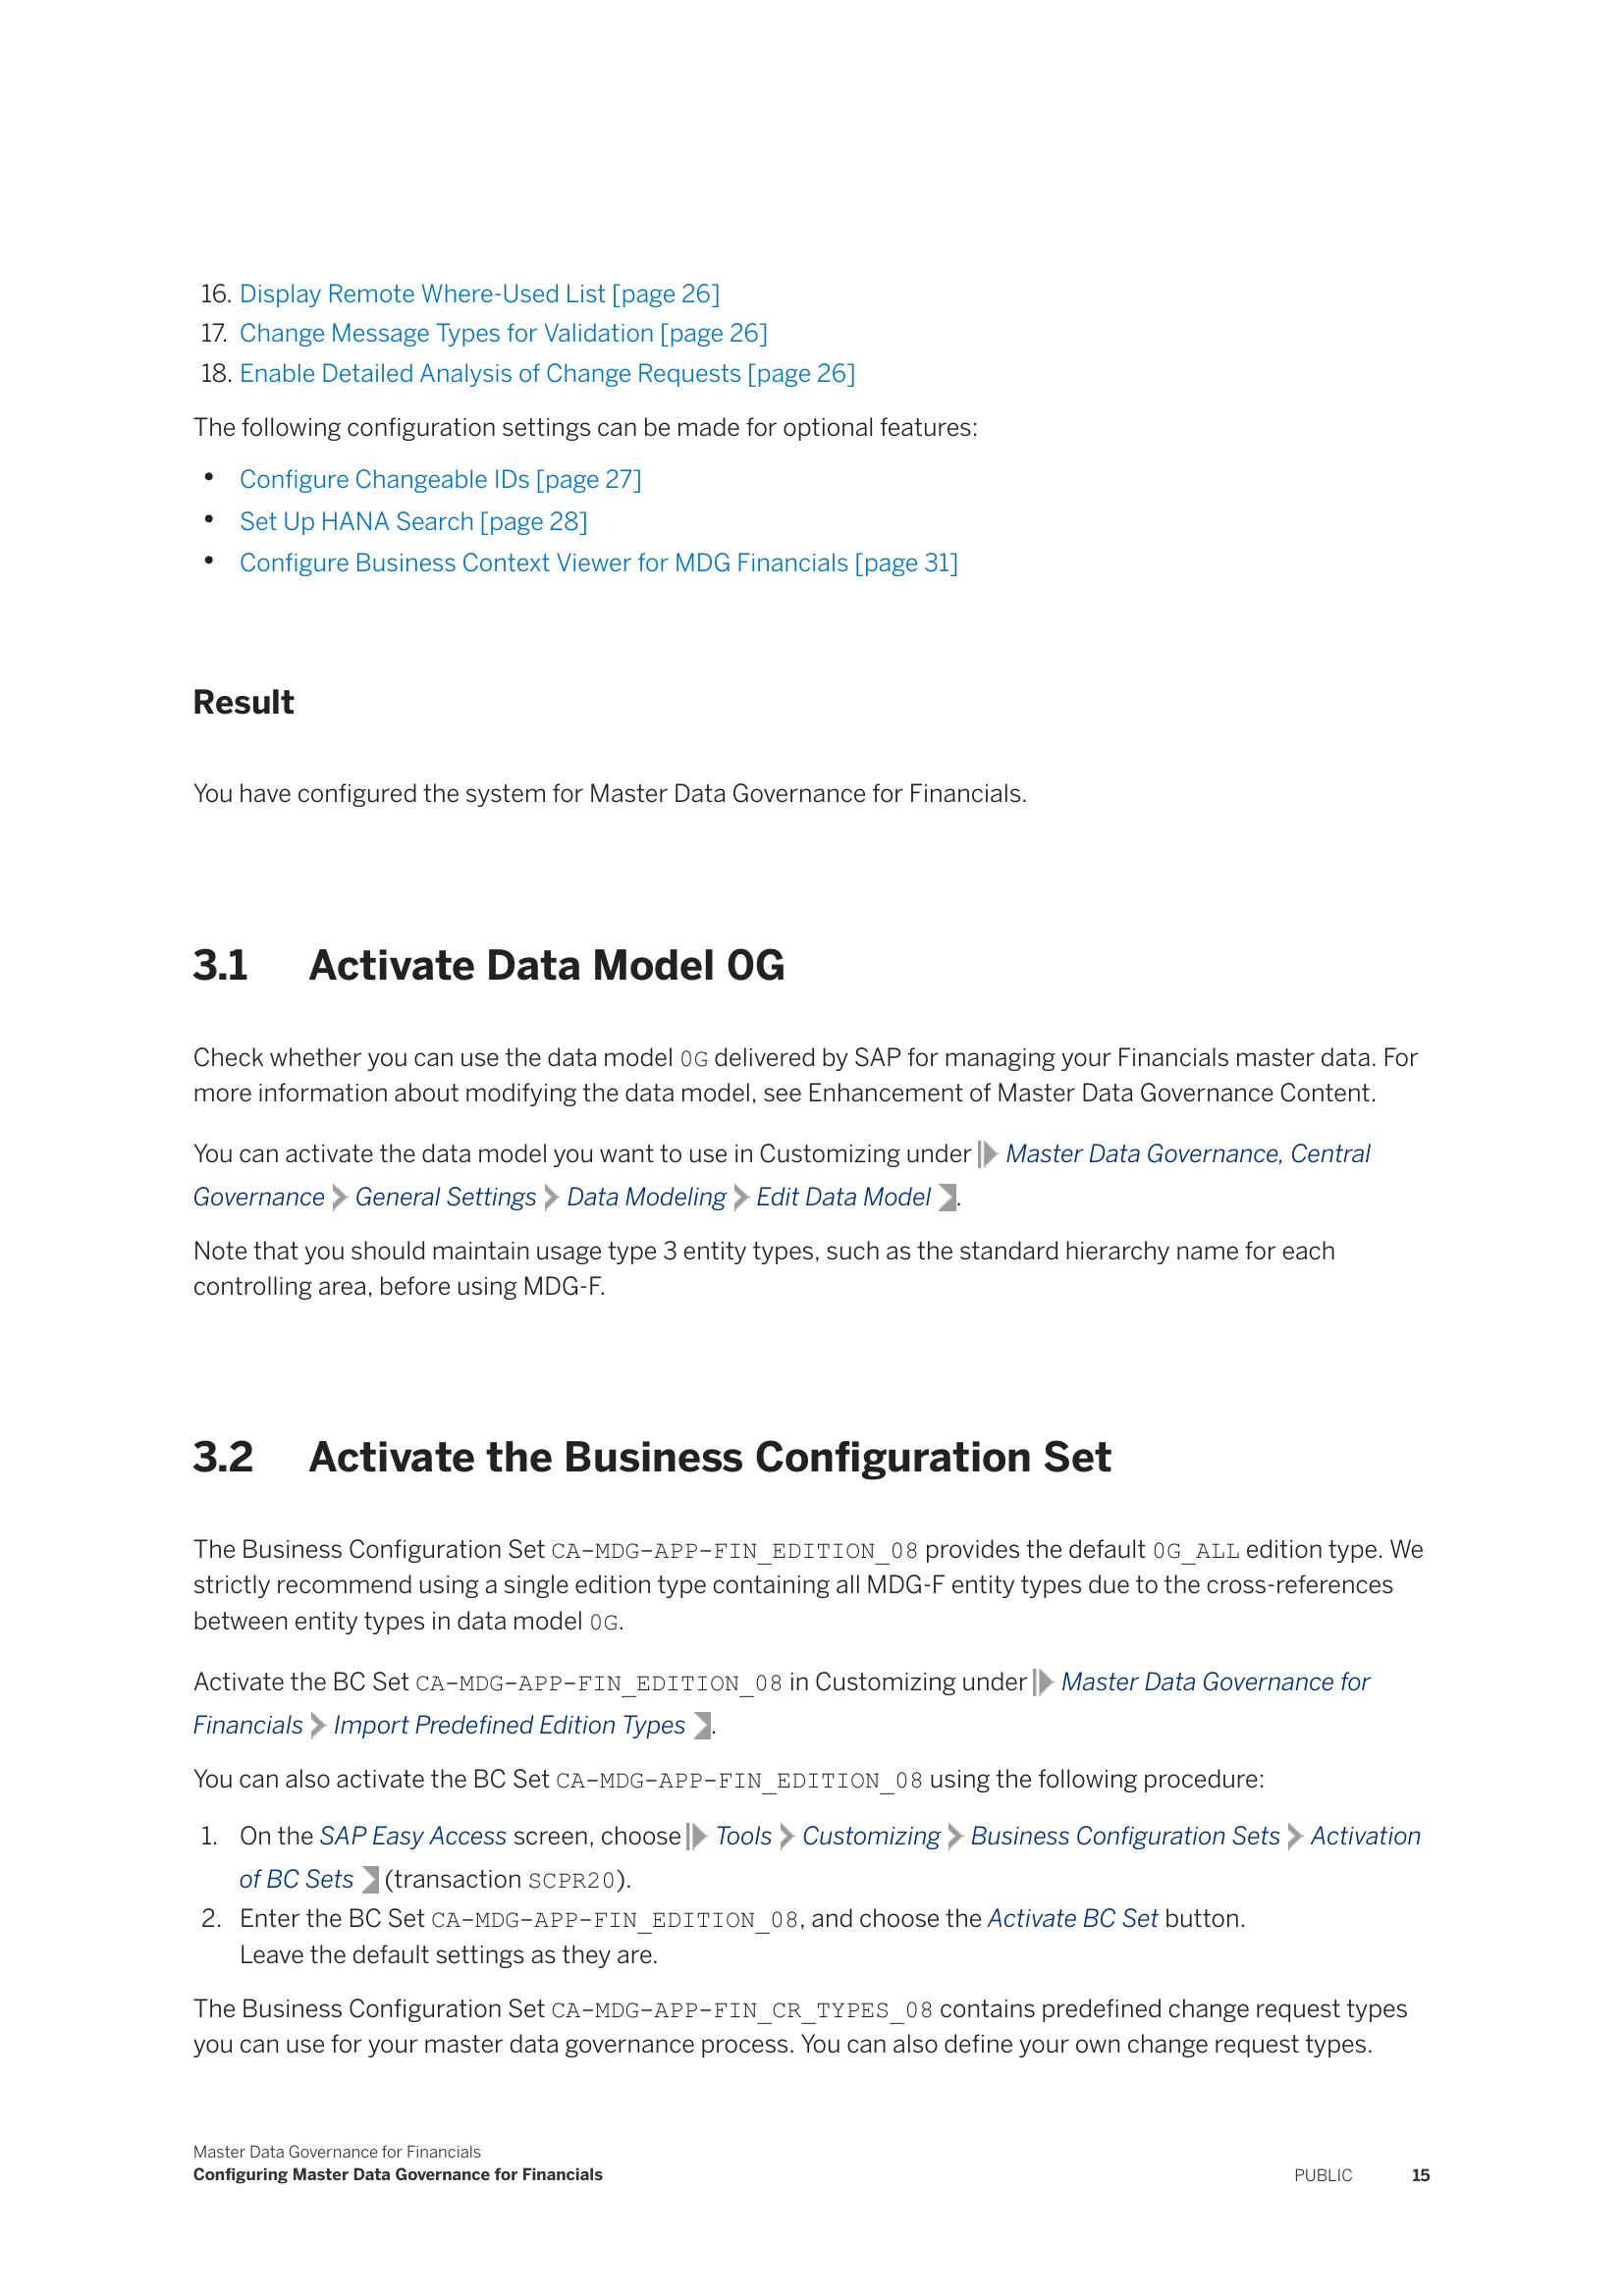 16. Display Remote Where-Used List [page 26]
17. Change Message Types for Validation [page 26]
18. Enable Detailed Analysis of Change Requests [page 26]
The following configuration settings can be made for optional features:
• Configure Changeable IDs [page 27]
• Set Up HANA Search [page 28]
• Configure Business Context Viewer for MDG Financials [page 31]
Result
You have configured the system for Master Data Governance for Financials.
3.1 Activate Data Model 0G
Check whether you can use the data model 0G delivered by SAP for managing your Financials master data. For
more information about modifying the data model, see Enhancement of Master Data Governance Content.
You can activate the data model you want to use in Customizing under Master Data Governance, Central
Governance > General Settings > Data Modeling > Edit Data Model .
Note that you should maintain usage type 3 entity types, such as the standard hierarchy name for each
controlling area, before using MDG-F.
3.2 Activate the Business Configuration Set
The Business Configuration Set CA-MDG-APP-FIN_EDITION_08 provides the default 0G_ALL edition type. We
strictly recommend using a single edition type containing all MDG-F entity types due to the cross-references
between entity types in data model 0G.
Activate the BC Set CA-MDG-APP-FIN_EDITION_08 in Customizing under Master Data Governance for
Financials > Import Predefined Edition Types .
You can also activate the BC Set CA-MDG-APP-FIN_EDITION_08 using the following procedure:
1. On the SAP Easy Access screen, choose Tools > Customizing > Business Configuration Sets > Activation
of BC Sets (transaction SCPR20).
2. Enter the BC Set CA-MDG-APP-FIN_EDITION_08, and choose the Activate BC Set button.
Leave the default settings as they are.
The Business Configuration Set CA-MDG-APP-FIN_CR_TYPES_08 contains predefined change request types
you can use for your master data governance process. You can also define your own change request types.
Master Data Governance for Financials
Configuring Master Data Governance for Financials
PUBLIC 15